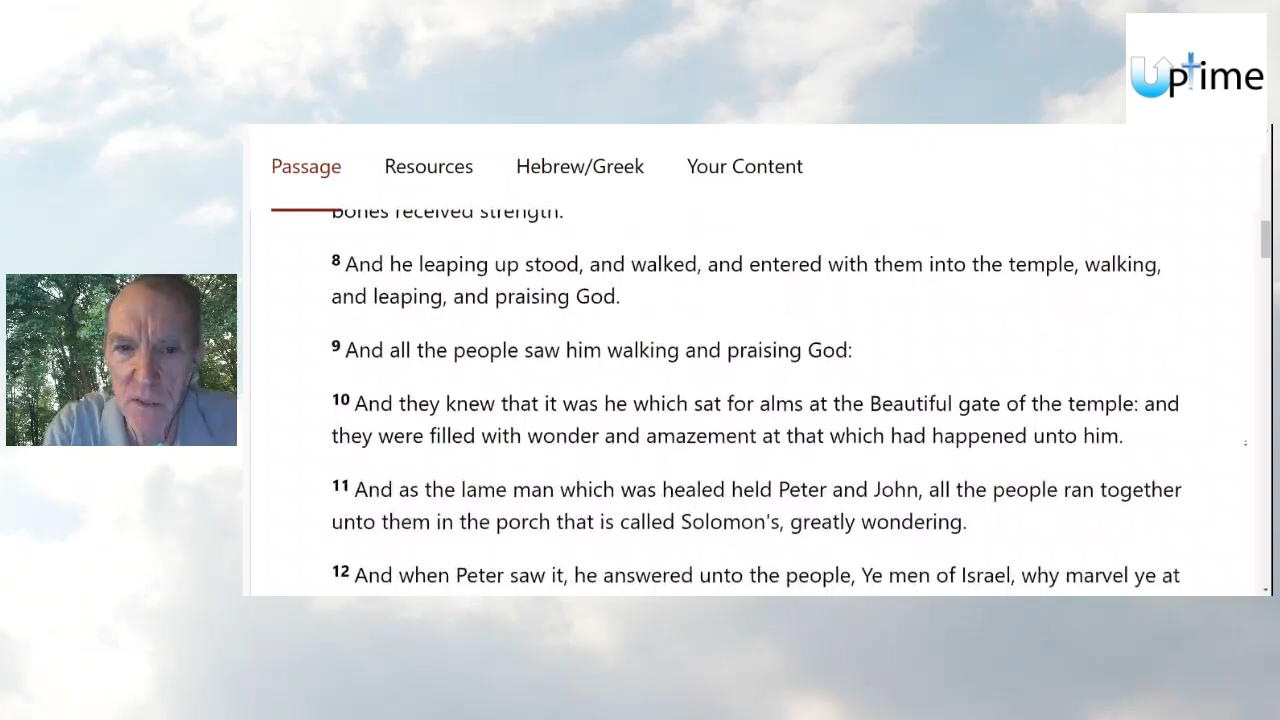 Uptime
Passage Resources Hebrew/Greek Your Content
bones received strength.
8 And he leaping up stood, and walked, and entered with them into the temple, walking,
and leaping, and praising God.
9 And all the people saw him walking and praising God:
10 And they knew that it was he which sat for alms at the Beautiful gate of the temple: and
they were filled with wonder and amazement at that which had happened unto him.
11 And as the lame man which was healed held Peter and John, all the people ran together
unto them in the porch that is called Solomon's, greatly wondering.
12 And when Peter saw it, he answered unto the people, Ye men of Israel, why marvel ye at